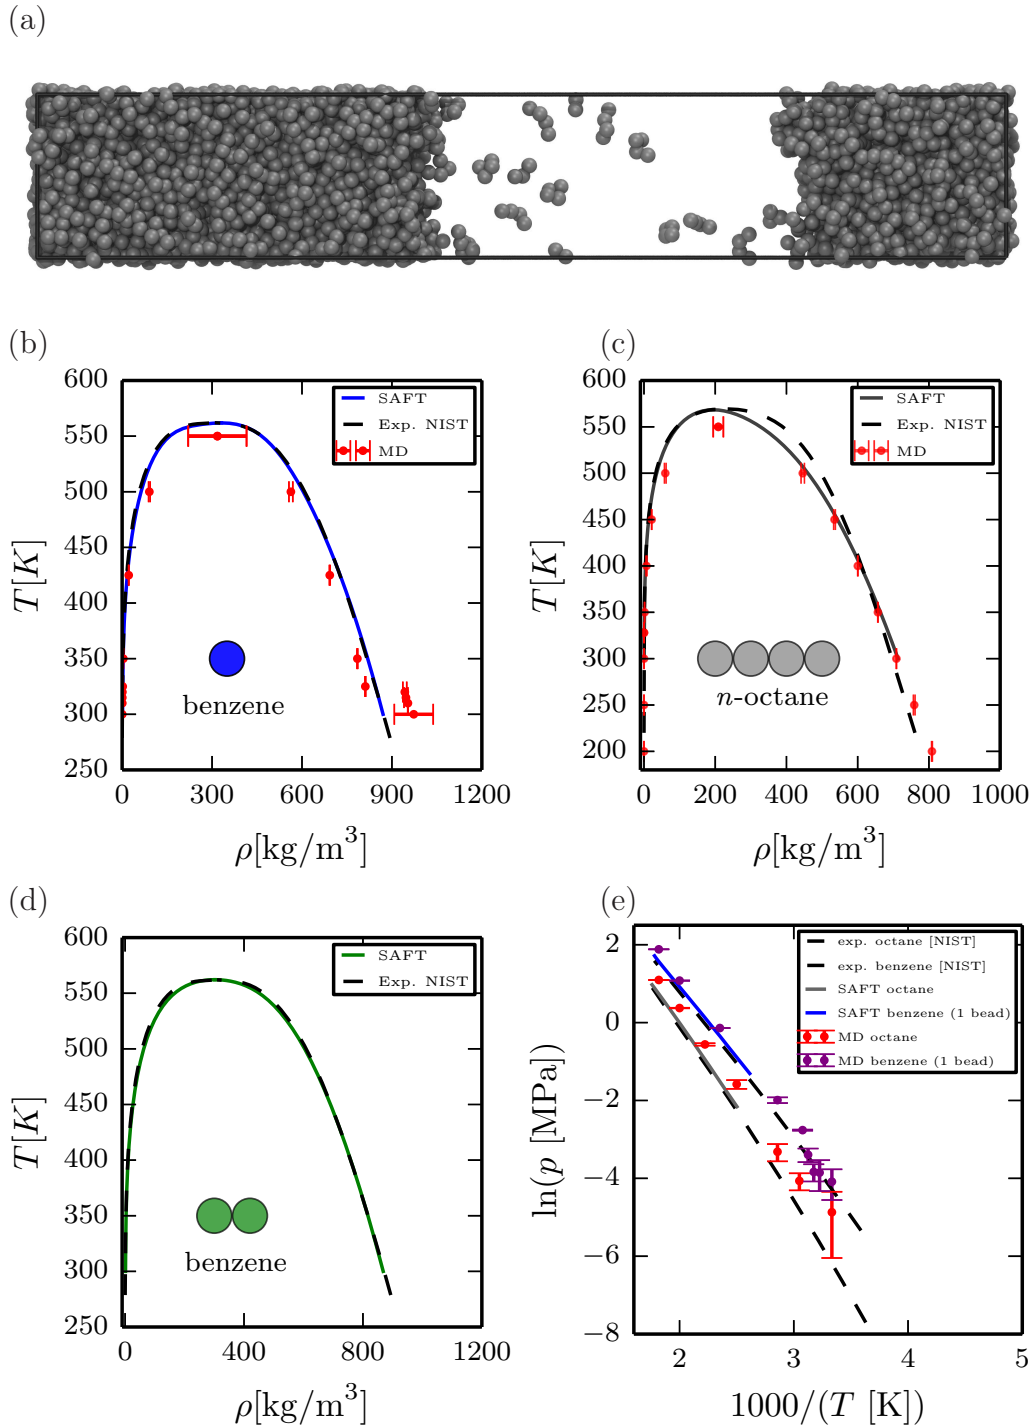 (a)
(b)
600
550
500
450
400
350
300
250
T[K]
SAFT
Exp. NIST
MD
benzene
0 300 600 900 1200
ρ[kg/m³]
(c)
600
550
500
450
400
350
300
250
200
T[K]
SAFT
Exp. NIST
MD
n-octane
0 200 400 600 800 1000
ρ[kg/m³]
(d)
600
550
500
450
400
350
300
250
T[K]
SAFT
Exp. NIST
benzene
0 400 800 1200
ρ[kg/m³]
(e)
2
0
−2
−4
−6
−8
ln(p [MPa])
exp. octane [NIST]
exp. benzene [NIST]
SAFT octane
SAFT benzene (1 bead)
MD octane
MD benzene (1 bead)
2 3 4 5
1000/(T [K])